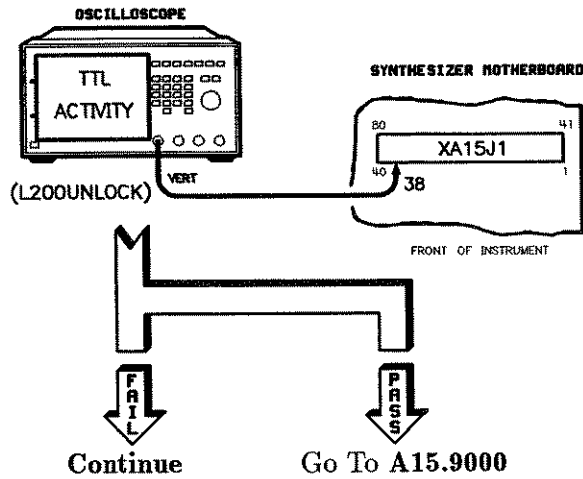 OSCILLOSCOPE
TTL
ACTIVITY
SYNTHESIZER MOTHERBOARD
80
41
XA15J1
40
1
38
VERT
(L200UNLOCK)
FRONT OF INSTRUMENT
FAIL
PASS
Continue
Go To A15.9000